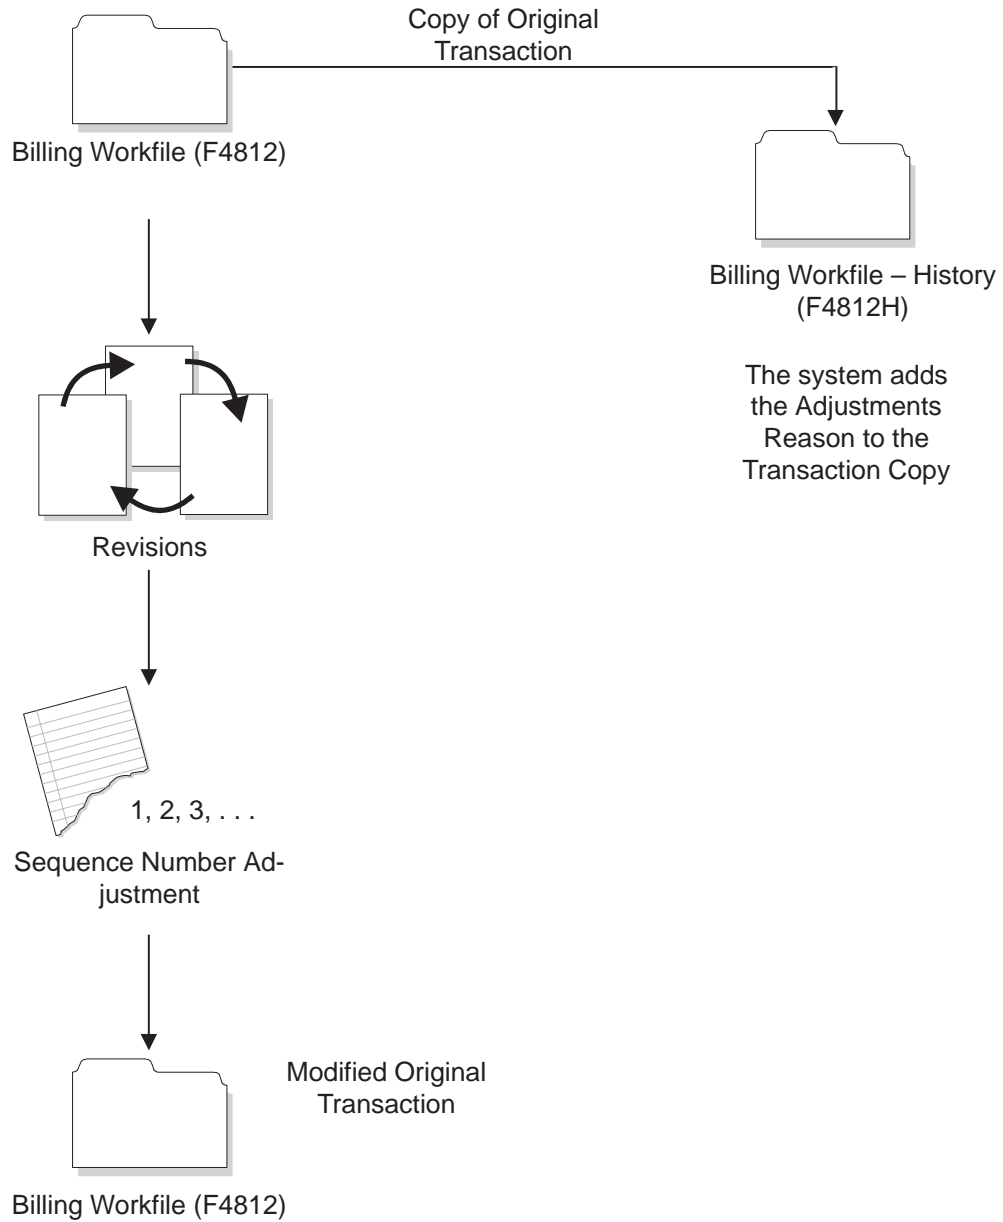 Copy of Original
Transaction
Billing Workfile (F4812)
Billing Workfile – History
(F4812H)
The system adds
the Adjustments
Reason to the
Transaction Copy
Revisions
1, 2, 3, . . .
Sequence Number Ad-
justment
Modified Original
Transaction
Billing Workfile (F4812)